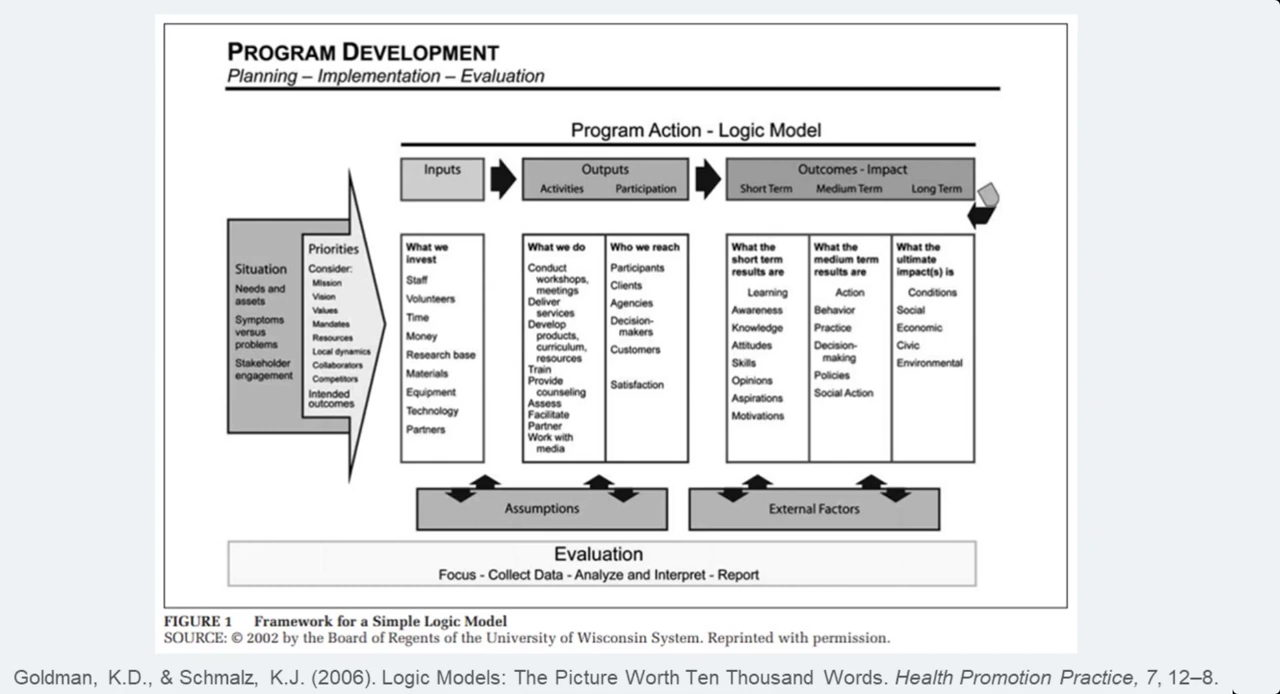 PROGRAM DEVELOPMENT
Planning – Implementation – Evaluation
Program Action - Logic Model
Inputs
Outputs
Activities Participation
Outcomes - Impact
Short Term Medium Term Long Term
Situation
Needs and
assets
Symptoms
versus
problems
Stakeholder
engagement
Priorities
Consider:
Mission
Vision
Values
Mandates
Resources
Local dynamics
Collaborators
Competitors
Intended
outcomes
What we
invest
Staff
Volunteers
Time
Money
Research base
Materials
Equipment
Technology
Partners
What we do
Conduct
workshops,
meetings
Deliver
services
Develop
products,
curriculum,
resources
Train
Provide
counseling
Assess
Facilitate
Partner
Work with
media
Who we reach
Participants
Clients
Agencies
Decision-
makers
Customers
Satisfaction
What the
short term
results are
Learning
Awareness
Knowledge
Attitudes
Skills
Opinions
Aspirations
Motivations
What the
medium term
results are
Action
Behavior
Practice
Decision-
making
Policies
Social Action
What the
ultimate
impact(s) is
Conditions
Social
Economic
Civic
Environmental
Assumptions
External Factors
Evaluation
Focus - Collect Data - Analyze and Interpret - Report
FIGURE 1 Framework for a Simple Logic Model
SOURCE: © 2002 by the Board of Regents of the University of Wisconsin System. Reprinted with permission.
Goldman, K.D., & Schmalz, K.J. (2006). Logic Models: The Picture Worth Ten Thousand Words. Health Promotion Practice, 7, 12–8.